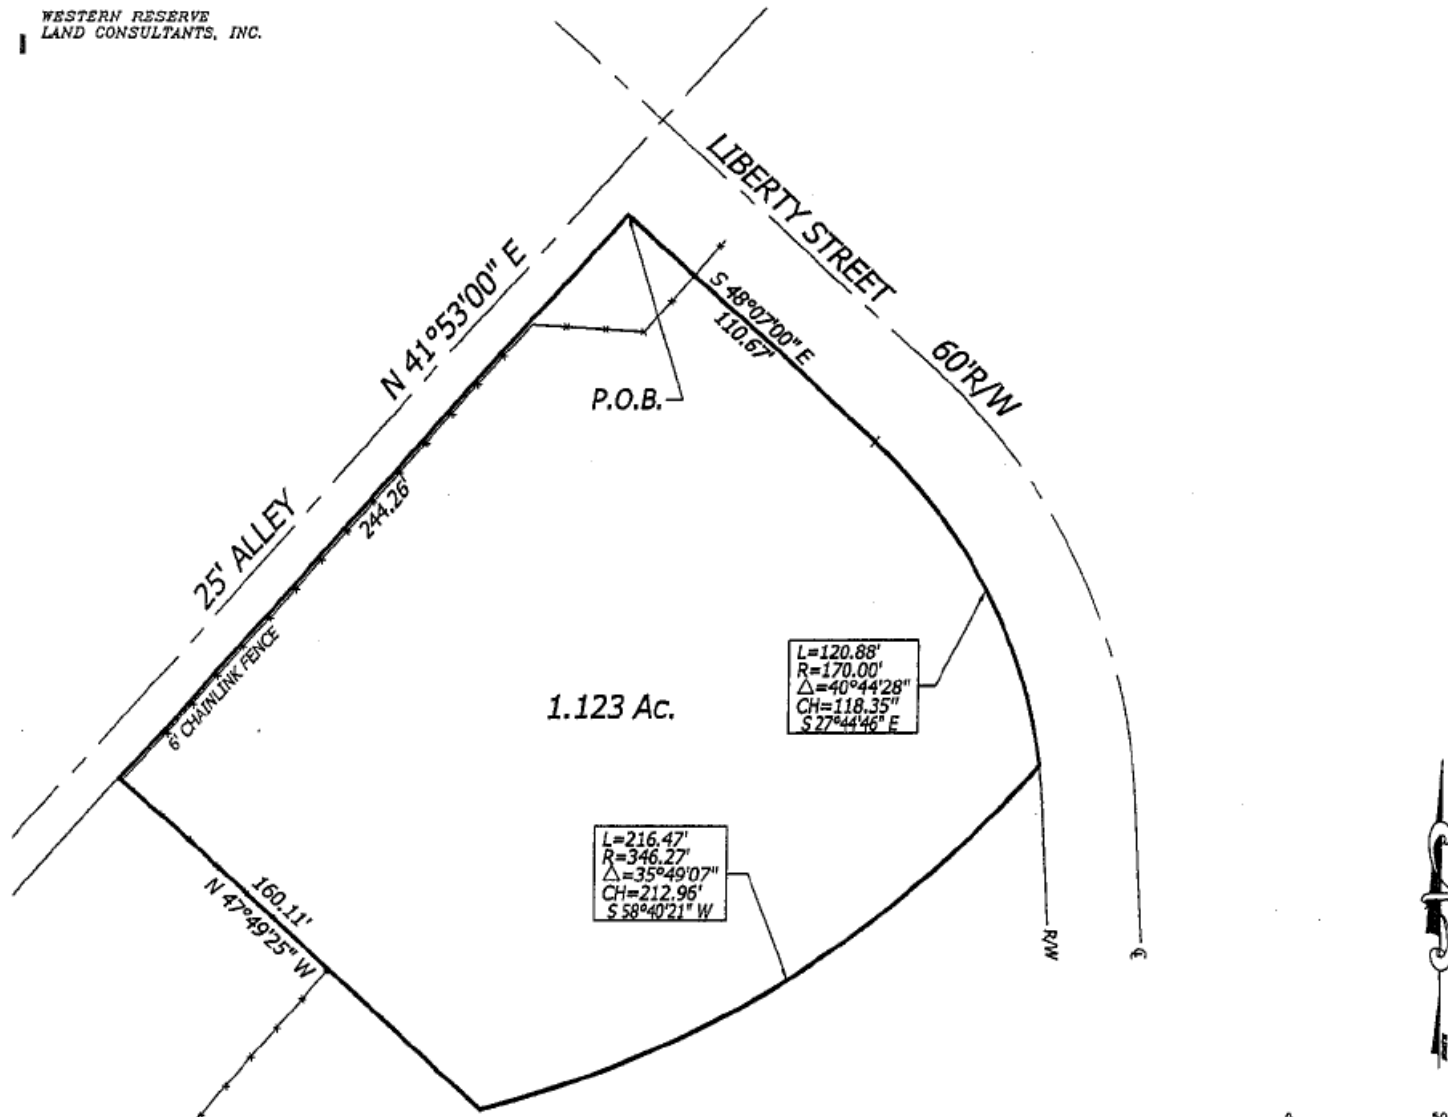 WESTERN RESERVE
LAND CONSULTANTS, INC.
LIBERTY STREET
60'R/W
N 41°53'00" E
S 48°07'00" E
110.67'
P.O.B.
25' ALLEY
244.26'
6' CHAINLINK FENCE
1.123 Ac.
L=120.88'
R=170.00'
△=40°44'28"
CH=118.35"
S 27°44'46" E
L=216.47'
R=346.27'
△=35°49'07"
CH=212.96'
S 58°40'21" W
160.11'
N 47°49'25" W
R/W
℄